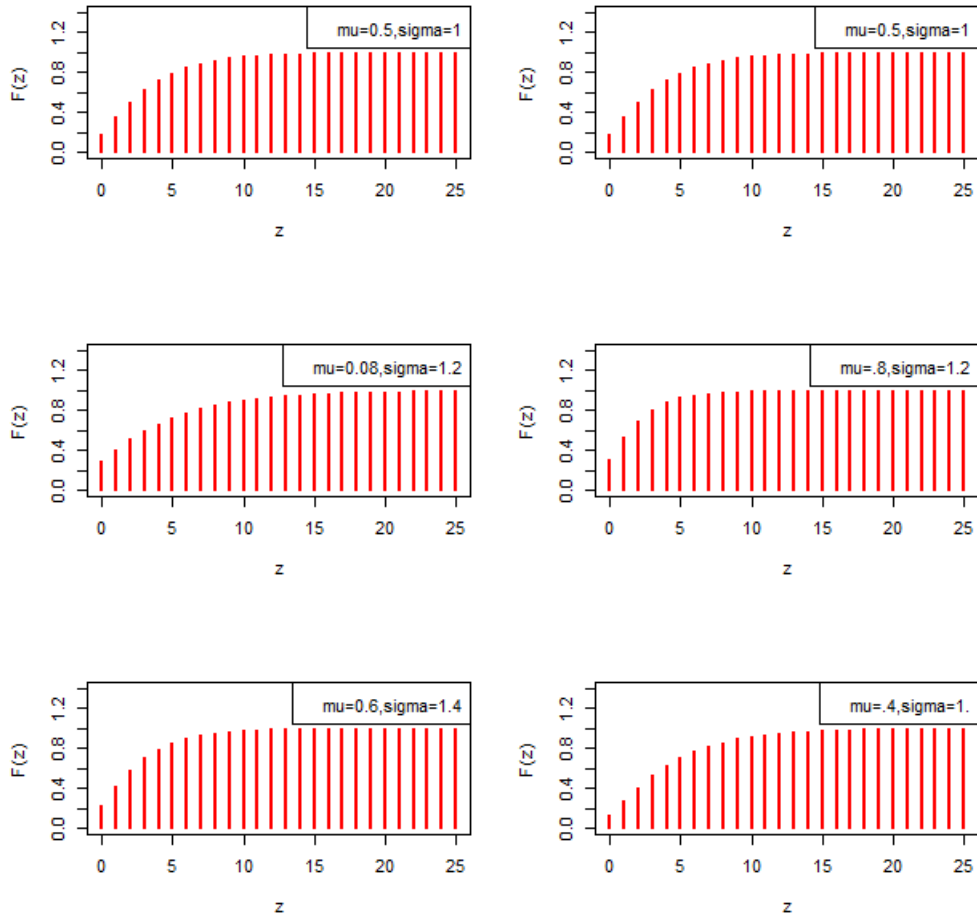 mu=0.5,sigma=1
F(z)
0.0 0.4 0.8 1.2
0 5 10 15 20 25
z
mu=0.5,sigma=1
F(z)
0.0 0.4 0.8 1.2
0 5 10 15 20 25
z
mu=0.08,sigma=1.2
F(z)
0.0 0.4 0.8 1.2
0 5 10 15 20 25
z
mu=.8,sigma=1.2
F(z)
0.0 0.4 0.8 1.2
0 5 10 15 20 25
z
mu=0.6,sigma=1.4
F(z)
0.0 0.4 0.8 1.2
0 5 10 15 20 25
z
mu=.4,sigma=1.
F(z)
0.0 0.4 0.8 1.2
0 5 10 15 20 25
z